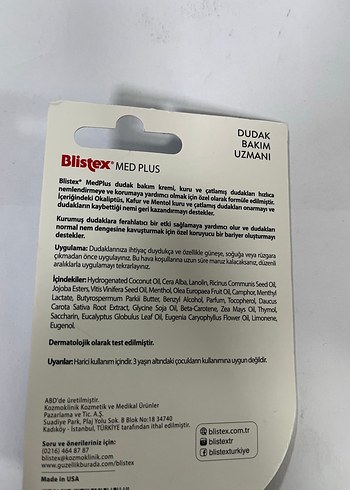 DUDAK
BAKIM
UZMANI
Blistex® MED PLUS
Blistex® MedPlus dudak bakım kremi, kuru ve çatlamış dudakları hızlıca
nemlendirmeye ve korumaya yardımcı olmak için özel olarak formüle edilmiştir.
İçeriğindeki Okaliptüs, Kafur ve Mentol kuru ve çatlamış dudakları onarmayı ve
dudakların kaybettiği nemi geri kazandırmayı destekler.
Kurumuş dudaklara ferahlatıcı bir etki sağlamaya yardımcı olur ve dudakları
normal nem dengesine kavuşturmak için özel koruyucu bir bariyer oluşturmayı
destekler.
Uygulama: Dudaklarınıza ihtiyaç duydukça ve özellikle güneşe, soğuğa veya rüzgara
çıkmadan önce uygulayınız. Bu hava koşullarına uzun süre maruz kalacaksanız, düzenli
aralıklarla uygulamayı tekrarlayınız.
İçindekiler: Hydrogenated Coconut Oil, Cera Alba, Lanolin, Ricinus Communis Seed Oil,
Jojoba Esters, Vitis Vinifera Seed Oil, Menthol, Olea Europaea Fruit Oil, Camphor, Menthyl
Lactate, Butyrospermum Parkii Butter, Benzyl Alcohol, Parfum, Tocopherol, Daucus
Carota Sativa Root Extract, Glycine Soja Oil, Beta-Carotene, Zea Mays Oil, Thymol,
Saccharin, Eucalyptus Globulus Leaf Oil, Eugenia Caryophyllus Flower Oil, Limonene,
Eugenol.
Dermatolojik olarak test edilmiştir.
Uyarılar: Harici kullanım içindir. 3 yaşın altındaki çocukların kullanımına uygun değildir.
ABD'de üretilmiştir.
Kozmoklinik Kozmetik ve Medikal Ürünler
Pazarlama ve Tic. A.Ş.
Suadiye Park, Plaj Yolu Sok. 8 Blok No:18 34740
Kadıköy - İstanbul, TÜRKİYE tarafından ithal edilmiştir.
Soru ve önerileriniz için:
(0216) 464 87 87
blistex@kozmoklinik.com
www.guzellikburada.com/blistex
blistex.com.tr
blistextr
blistexturkiye
Made in USA